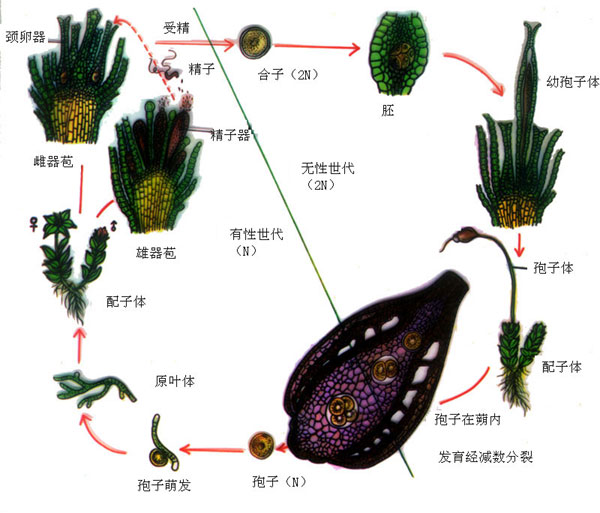 颈卵器
受精
精子
合子（2N）
胚
幼孢子体
精子器
雌器苞
无性世代
（2N）
♀
♂
有性世代
（N）
雄器苞
孢子体
配子体
原叶体
配子体
孢子在蒴内
发育经减数分裂
孢子（N）
孢子萌发